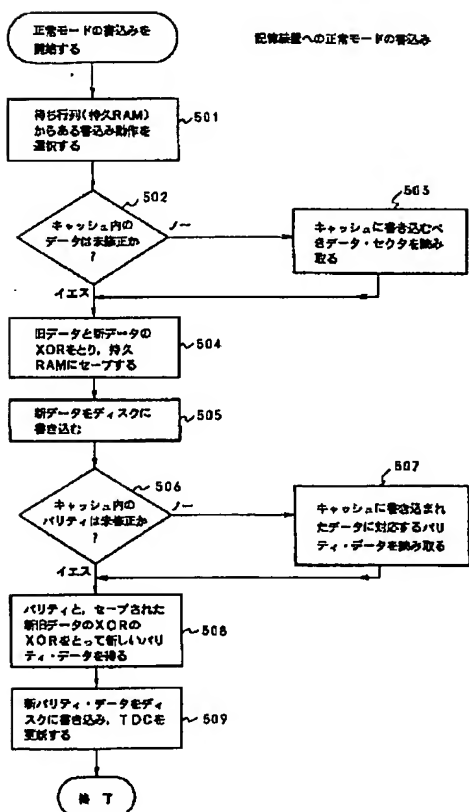 正常モードの書込みを
開始する
記憶装置への正常モードの書込み
待ち行列(持久RAM)
からある書込み動作を
選択する
501
502
キャッシュ内の
データは未修正か
?
ノー
イエス
503
キャッシュに書き込むべ
きデータ・セクタを読み
取る
旧データと新データの
XORをとり,持久
RAMにセーブする
504
新データをディスクに
書き込む
505
506
キャッシュ内の
パリティは未修正か
?
ノー
イエス
507
キャッシュに書き込まれ
たデータに対応するパリ
ティ・データを読み取る
パリティと,セーブされた
新旧データのXORの
XORをとって新しいパリ
ティ・データを得る
508
新パリティ・データをディ
スクに書き込み,TDCを
更新する
509
終了